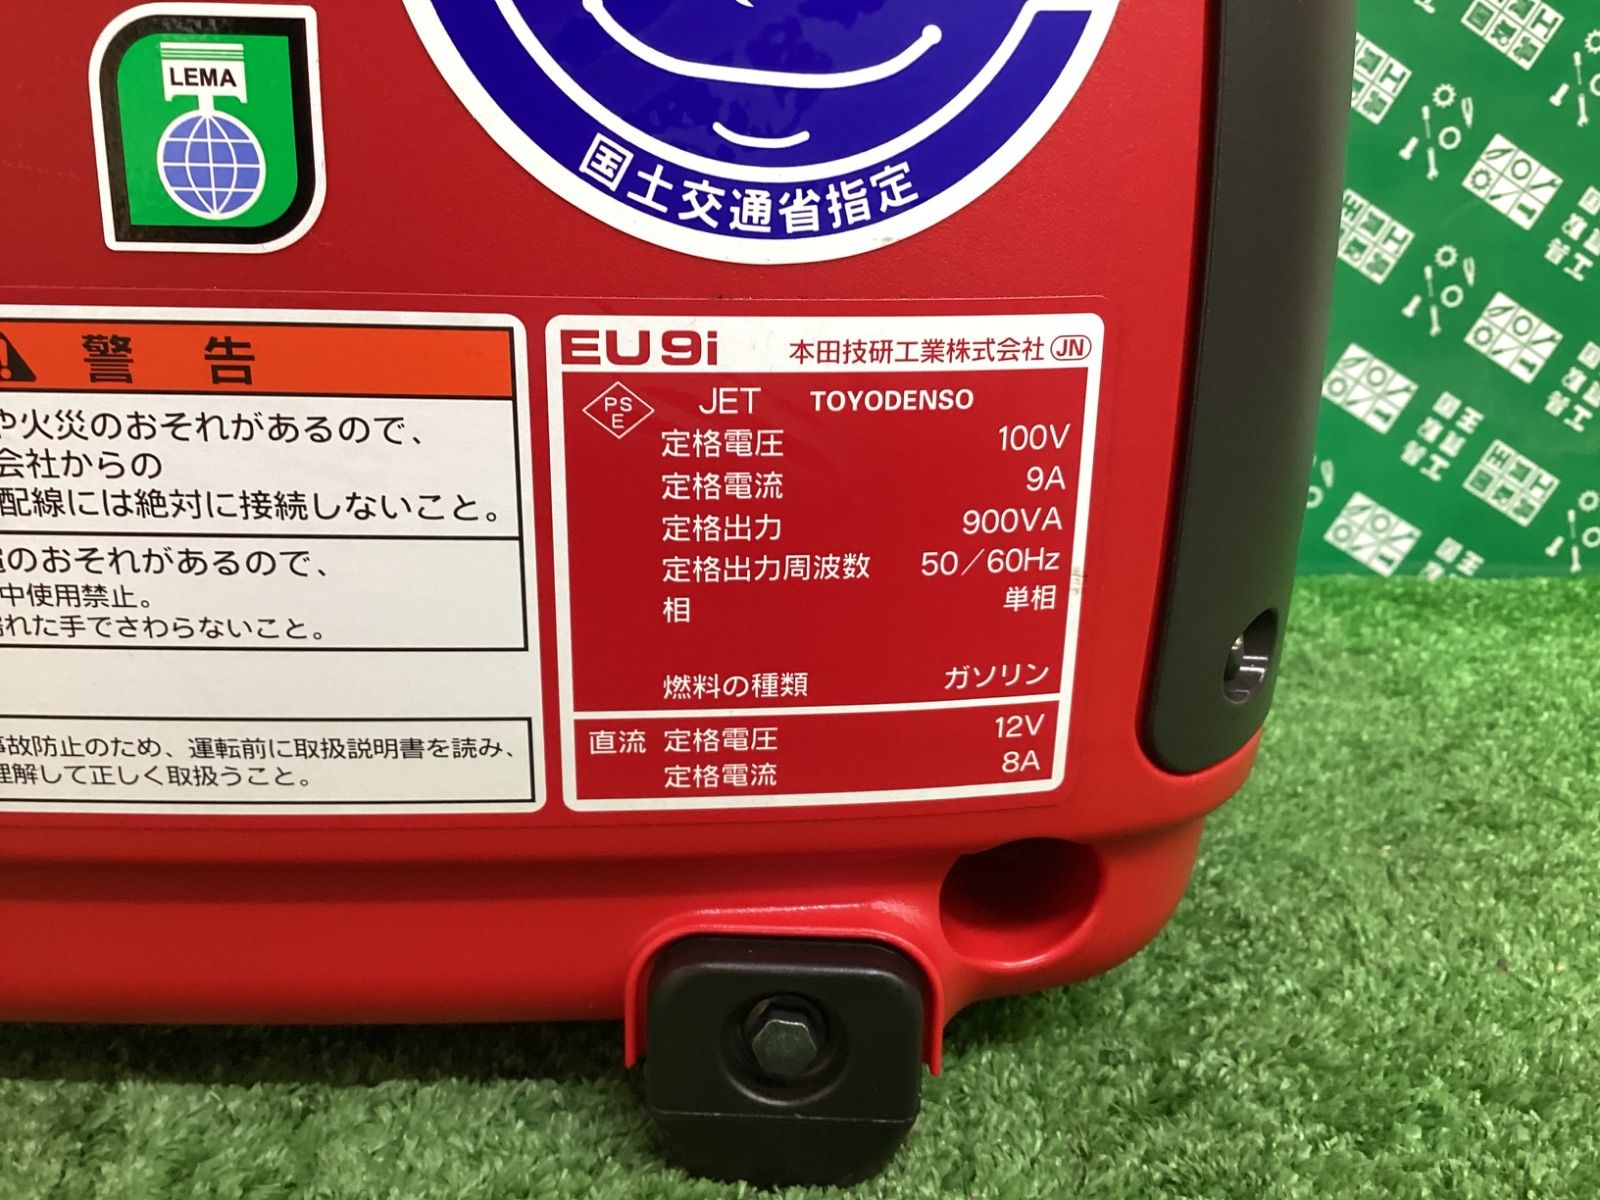 LEMA
国土交通省指定
警告
や火災のおそれがあるので、
会社からの
配線には絶対に接続しないこと。
のおそれがあるので、
中使用禁止。
れた手でさわらないこと。
故防止のため、運転前に取扱説明書を読み、
理解して正しく取扱うこと。
EU9i 本田技研工業株式会社 JN
PSE JET TOYODENSO
定格電圧 100V
定格電流 9A
定格出力 900VA
定格出力周波数 50/60Hz
相 単相
燃料の種類 ガソリン
直流 定格電圧 12V
定格電流 8A